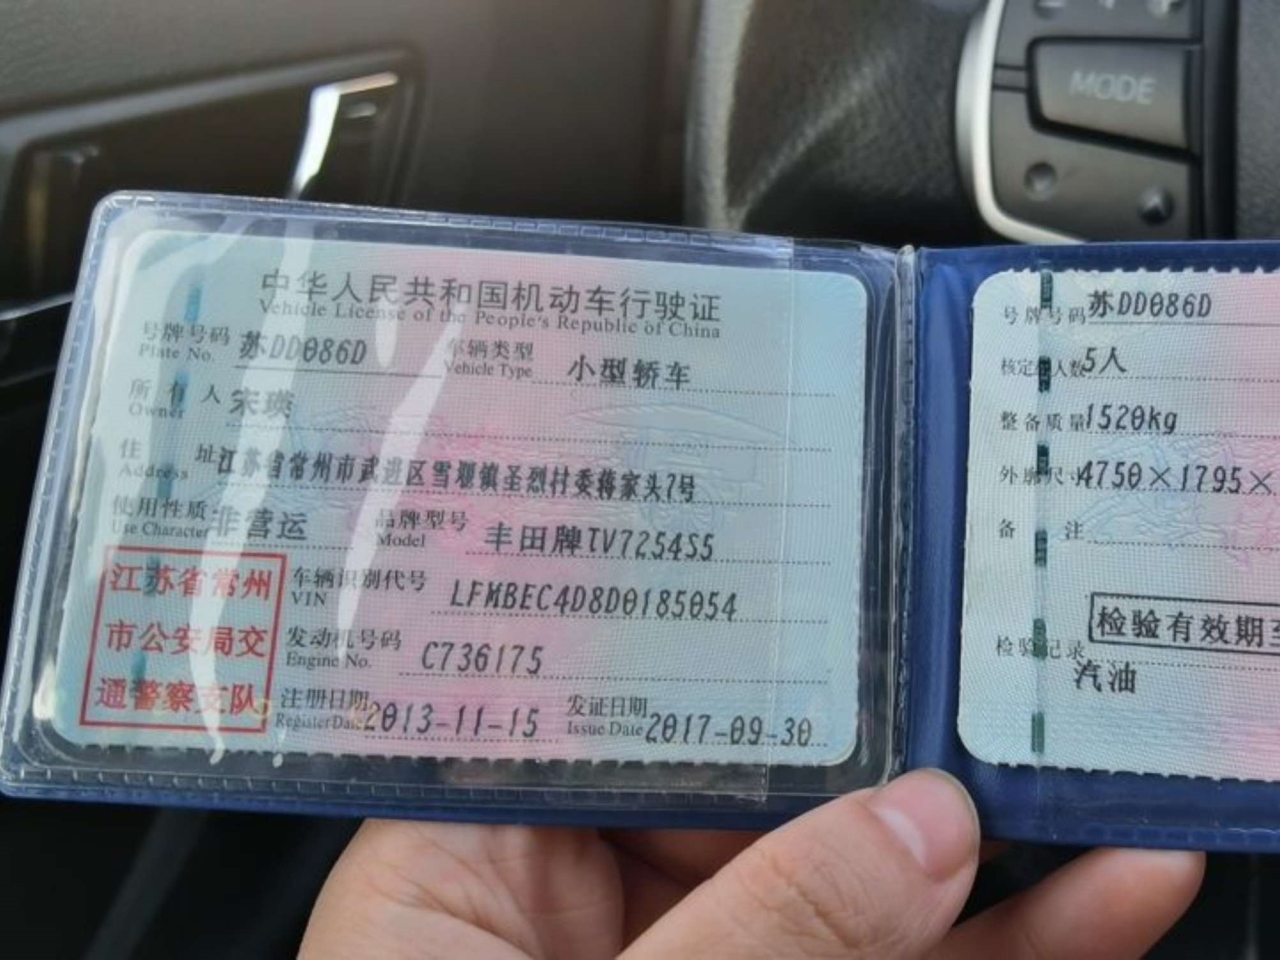 MODE
中华人民共和国机动车行驶证
Vehicle License of the People's Republic of China
号牌号码 苏DD086D 车辆类型 小型轿车
Plate No. Vehicle Type
所有人 宋瑛
Owner
住址 江苏省常州市武进区雪堰镇圣烈村委蒋家头7号
Address
使用性质 非营运 品牌型号 丰田牌TV7254S5
Use Character Model
江苏省常州
市公安局交
通警察支队
车辆识别代号 LFMBEC4D8D0185054
VIN
发动机号码 C736175
Engine No.
注册日期 2013-11-15 发证日期 2017-09-30
Register Date Issue Date
号牌号码 苏DD086D
核定 人数 5人
整备质量 1520kg
外廓尺寸 4750×1795×
备注
检验有效期至
检验记录
汽油